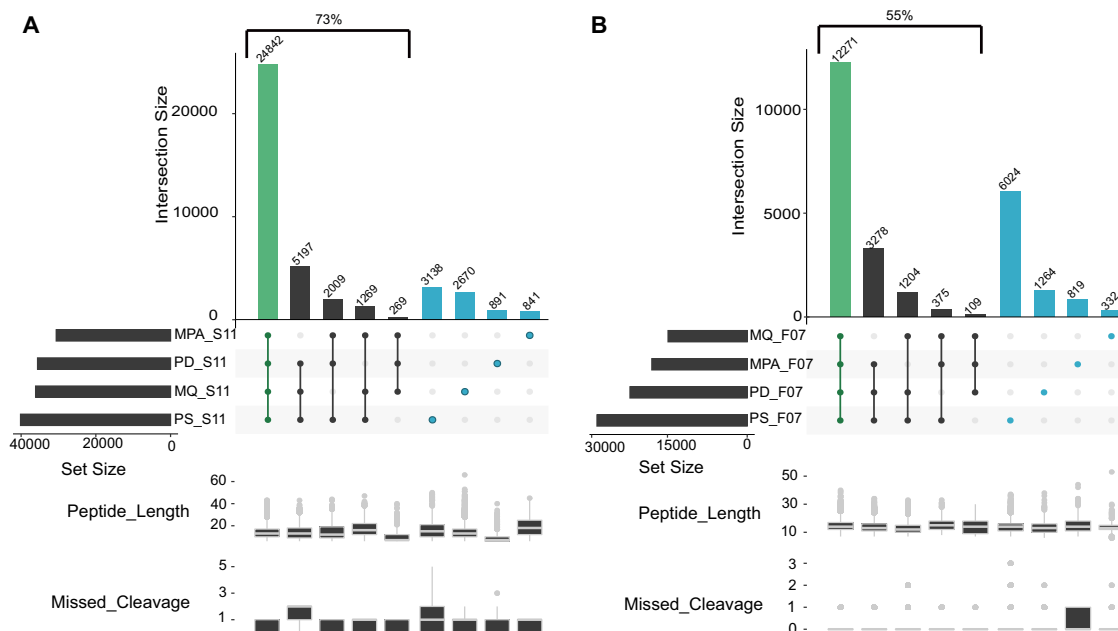 A
73%
24842
5197
2009
1269
269
3138
2670
891
841
Intersection Size
20000
10000
0
MPA_S11
PD_S11
MQ_S11
PS_S11
40000 20000 0
Set Size
Peptide_Length
60
40
20
Missed_Cleavage
5
3
1
B
55%
12271
3278
1204
375
109
6024
1264
819
332
Intersection Size
10000
5000
0
MQ_F07
MPA_F07
PD_F07
PS_F07
30000 15000 0
Set Size
Peptide_Length
50
30
10
Missed_Cleavage
3
2
1
0